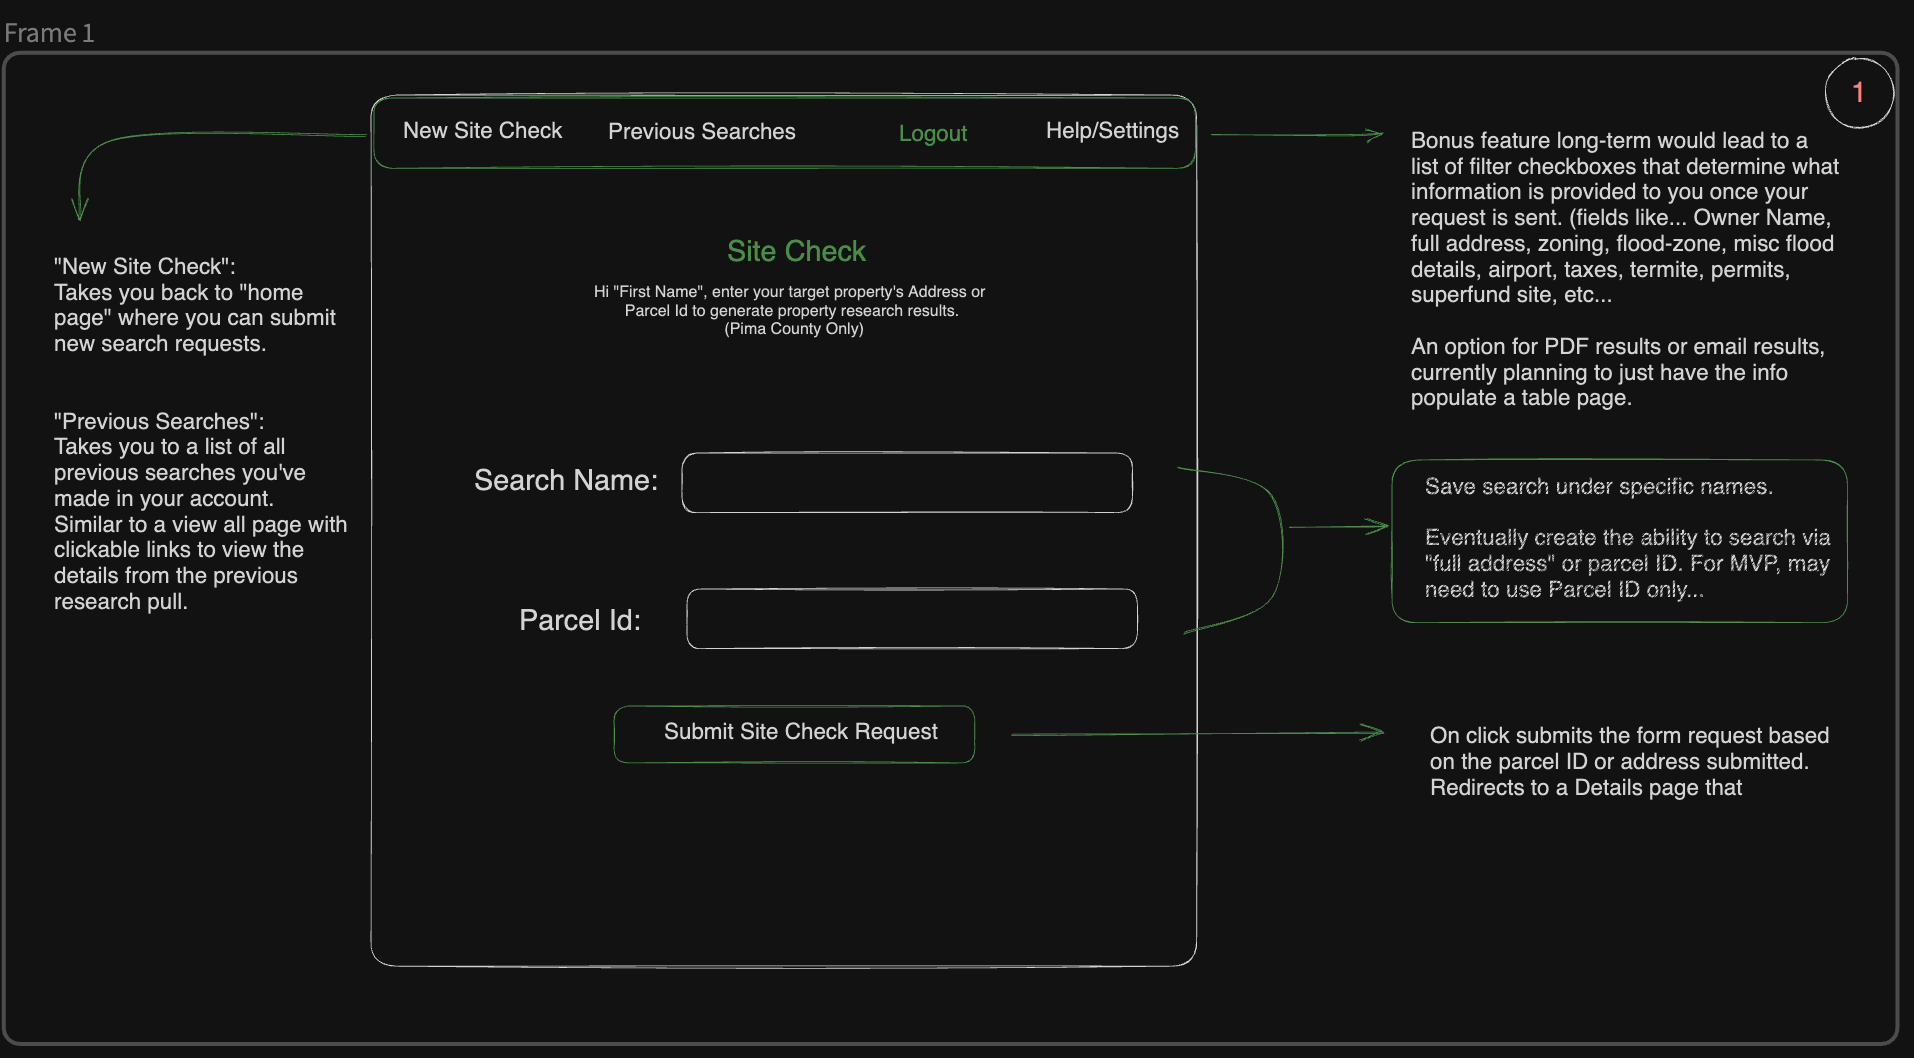 Frame 1
1
New Site Check
Previous Searches
Logout
Help/Settings
"New Site Check":
Takes you back to "home
page" where you can submit
new search requests.
"Previous Searches":
Takes you to a list of all
previous searches you've
made in your account.
Similar to a view all page with
clickable links to view the
details from the previous
research pull.
Site Check
Hi "First Name", enter your target property's Address or
Parcel Id to generate property research results.
(Pima County Only)
Search Name:
Parcel Id:
Submit Site Check Request
Bonus feature long-term would lead to a
list of filter checkboxes that determine what
information is provided to you once your
request is sent. (fields like... Owner Name,
full address, zoning, flood-zone, misc flood
details, airport, taxes, termite, permits,
superfund site, etc...
An option for PDF results or email results,
currently planning to just have the info
populate a table page.
Save search under specific names.
Eventually create the ability to search via
"full address" or parcel ID. For MVP, may
need to use Parcel ID only...
On click submits the form request based
on the parcel ID or address submitted.
Redirects to a Details page that